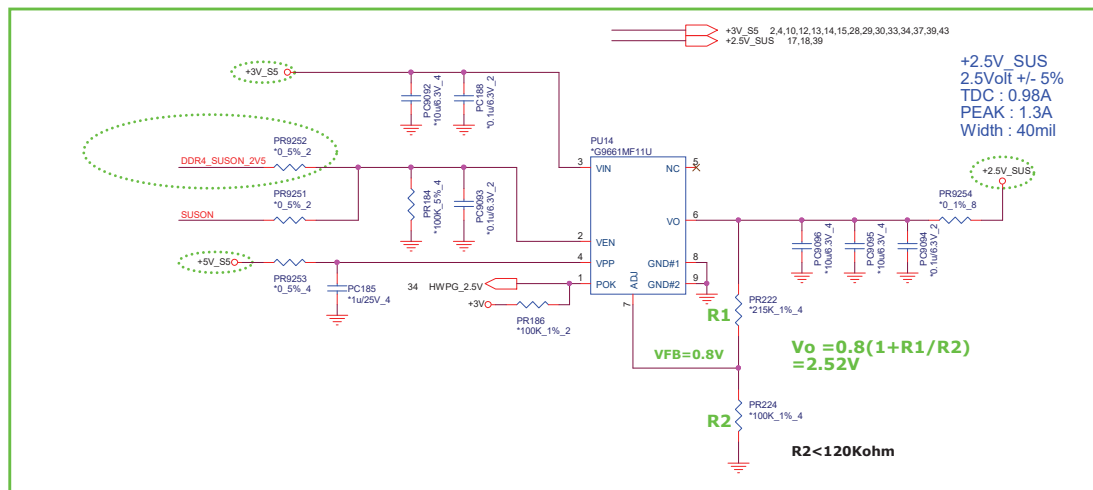 +3V_S5 2,4,10,12,13,14,15,28,29,30,33,34,37,39,43
+2.5V_SUS 17,18,39
+2.5V_SUS
2.5Volt +/- 5%
TDC : 0.98A
PEAK : 1.3A
Width : 40mil
+3V_S5
PC9092
*10u/6.3V_4
PC188
*0.1u/6.3V_2
PR9252
*0_5%_2
DDR4_SUSON_2V5
PR9251
*0_5%_2
SUSON
PR184
*100K_5%_4
PC9093
*0.1u/6.3V_2
PU14
*G9661MF11U
3
VIN
NC
5
VO
6
2
VEN
4
VPP
GND#1
8
1
POK
GND#2
9
ADJ
7
+2.5V_SUS
PR9254
*0_1%_8
PC9096
*10u/6.3V_4
PC9095
*10u/6.3V_4
PC9094
*0.1u/6.3V_2
+5V_S5
PR9253
*0_5%_4
PC185
*1u/25V_4
34 HWPG_2.5V
+3V
PR186
*100K_1%_2
R1
PR222
*215K_1%_4
VFB=0.8V
Vo =0.8(1+R1/R2)
=2.52V
R2
PR224
*100K_1%_4
R2<120Kohm